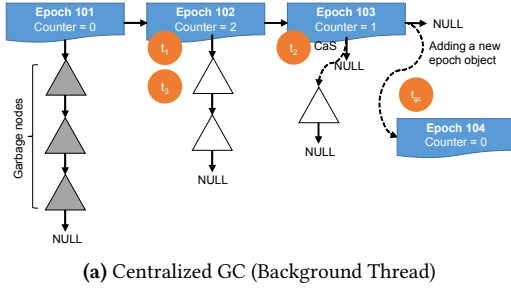 Epoch 101
Counter = 0
Epoch 102
Counter = 2
Epoch 103
Counter = 1
NULL
t1
t2
CaS
NULL
Adding a new
epoch object
t3
tgc
Garbage nodes
Epoch 104
Counter = 0
NULL
NULL
NULL
(a) Centralized GC (Background Thread)